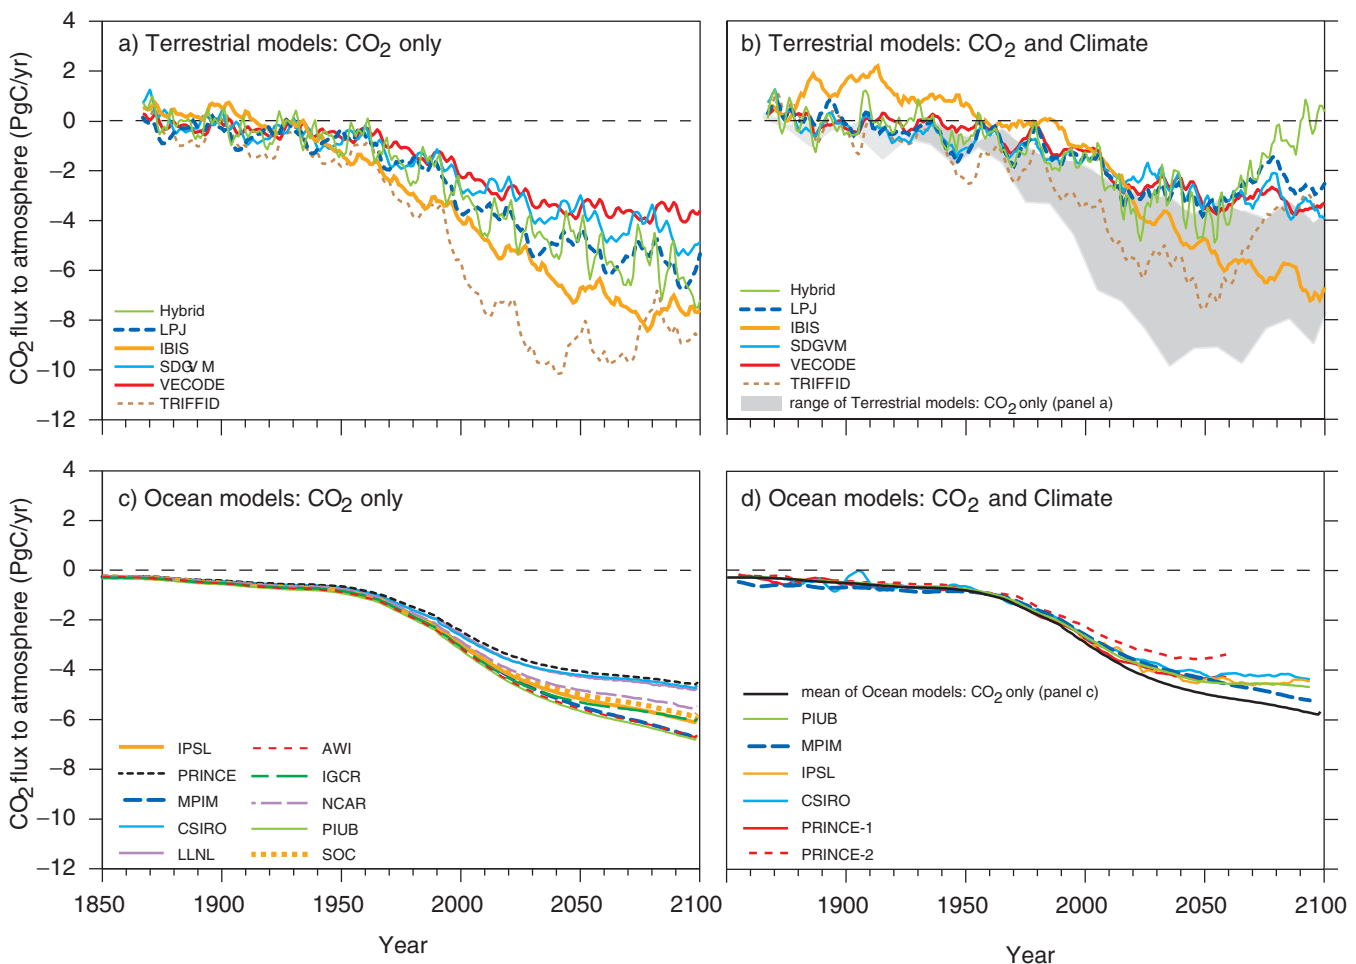 a) Terrestrial models: CO2 only
CO2 flux to atmosphere (PgC/yr)
4
2
0
−2
−4
−6
−8
−10
−12
Hybrid
LPJ
IBIS
SDGVM
VECODE
TRIFFID
b) Terrestrial models: CO2 and Climate
Hybrid
LPJ
IBIS
SDGVM
VECODE
TRIFFID
range of Terrestrial models: CO2 only (panel a)
c) Ocean models: CO2 only
CO2 flux to atmosphere (PgC/yr)
4
2
0
−2
−4
−6
−8
−10
−12
IPSL
PRINCE
MPIM
CSIRO
LLNL
AWI
IGCR
NCAR
PIUB
SOC
1850
1900
1950
2000
2050
2100
Year
d) Ocean models: CO2 and Climate
mean of Ocean models: CO2 only (panel c)
PIUB
MPIM
IPSL
CSIRO
PRINCE-1
PRINCE-2
1900
1950
2000
2050
2100
Year